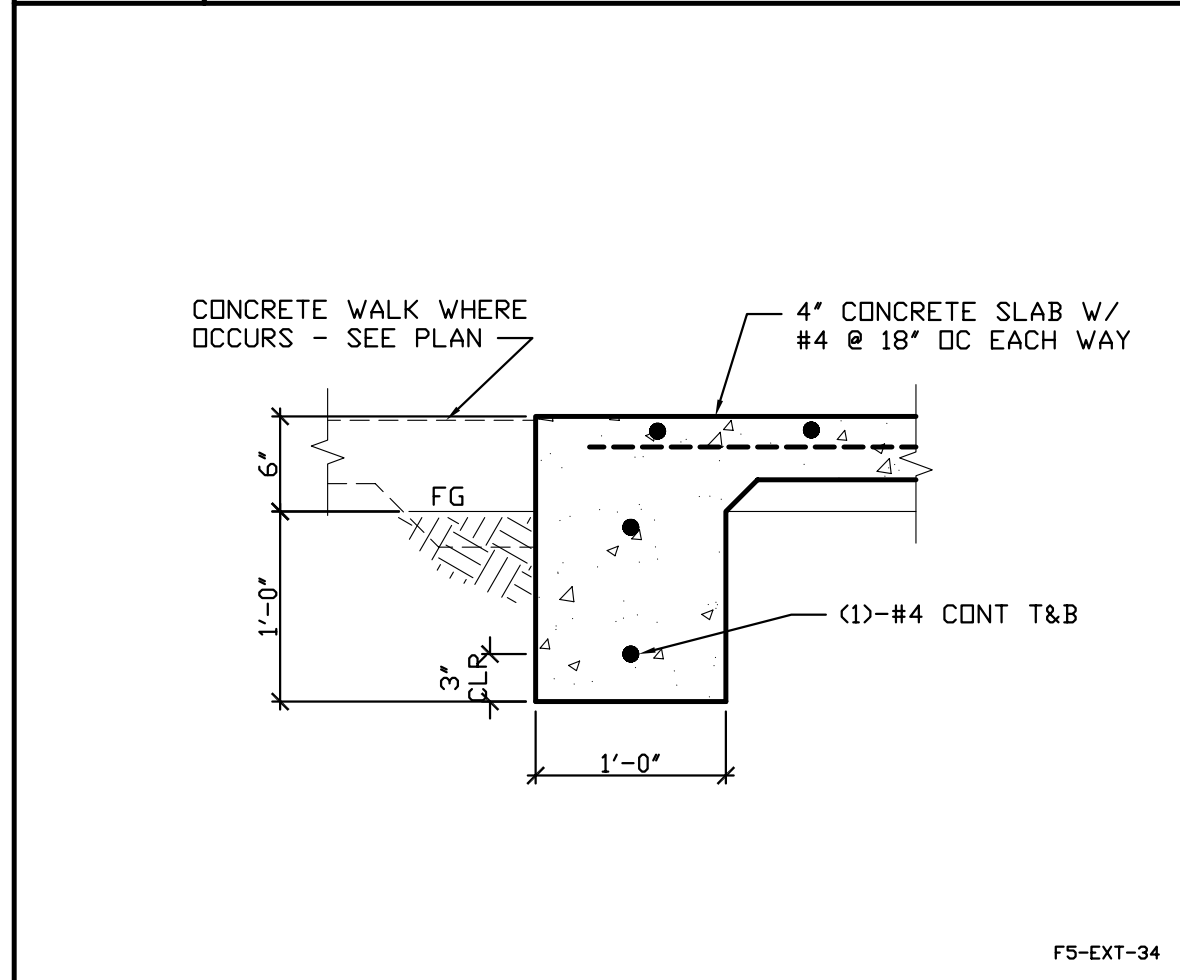 CONCRETE WALK WHERE
OCCURS - SEE PLAN
4" CONCRETE SLAB W/
#4 @ 18" OC EACH WAY
6"
FG
1'-0"
3"
CLR
(1)-#4 CONT T&B
1'-0"
F5-EXT-34